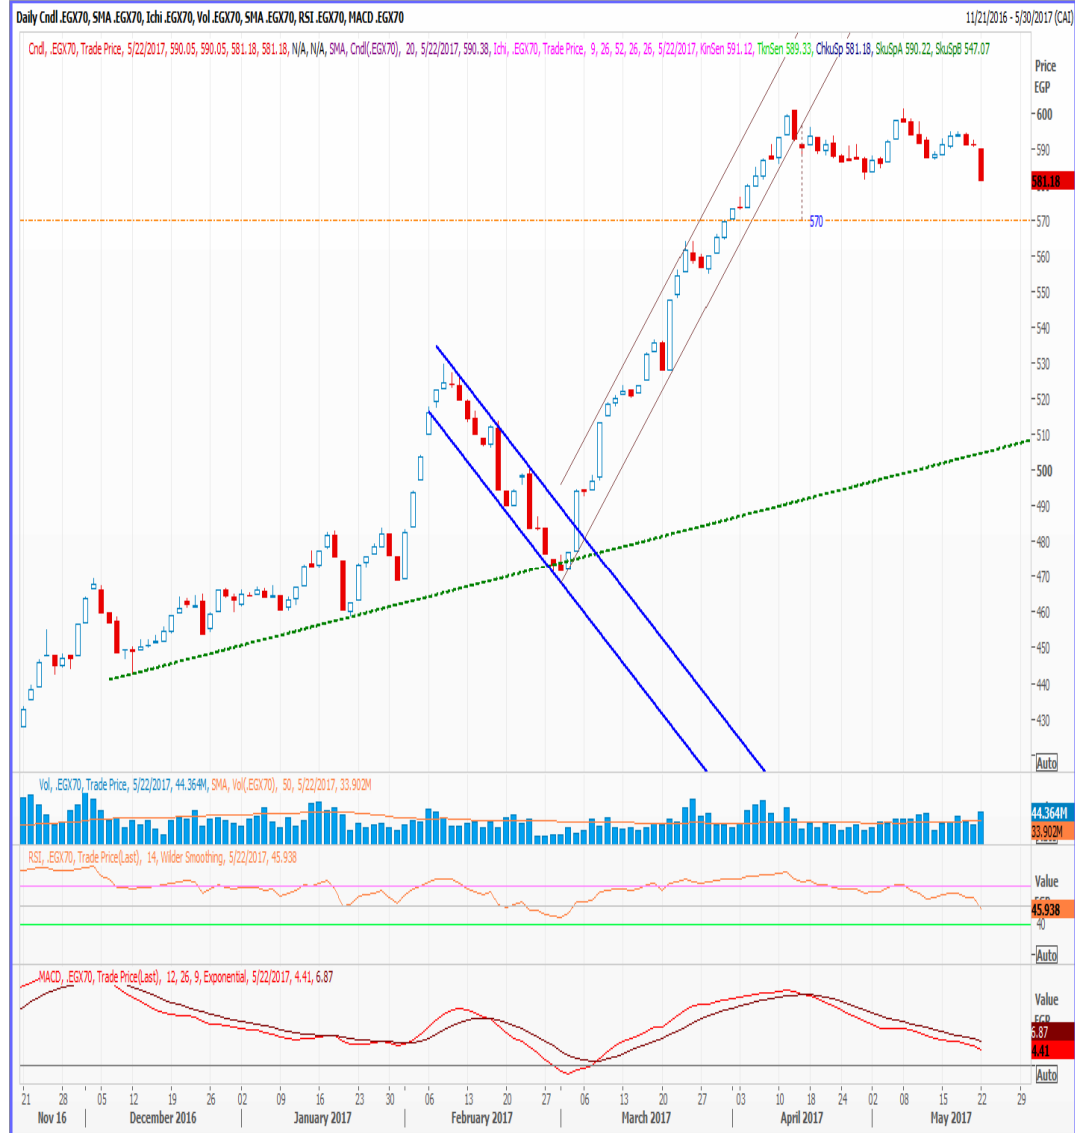 Daily Cndl .EGX70, SMA .EGX70, Ichi .EGX70, Vol .EGX70, SMA .EGX70, RSI .EGX70, MACD .EGX70
11/21/2016 - 5/30/2017 (CAI)
Cndl, .EGX70, Trade Price, 5/22/2017, 590.05, 590.05, 581.18, 581.18, N/A, N/A, SMA, Cndl(.EGX70), 20, 5/22/2017, 590.38, Ichi, .EGX70, Trade Price, 9, 26, 52, 26, 26, 5/22/2017, KinSen 591.12, TknSen 589.33, ChkuSp 581.18, SkuSpA 590.22, SkuSpB 547.07
Price
EGP
600
590
581.18
570
570
560
550
540
530
520
510
500
490
480
470
460
450
440
430
Auto
Vol, .EGX70, Trade Price, 5/22/2017, 44.364M, SMA, Vol(.EGX70), 50, 5/22/2017, 33.902M
44.364M
33.902M
RSI, .EGX70, Trade Price(Last), 14, Wilder Smoothing, 5/22/2017, 45.938
Value
45.938
40
Auto
MACD, .EGX70, Trade Price(Last), 12, 26, 9, Exponential, 5/22/2017, 4.41, 6.87
Value
6.87
4.41
Auto
21 28 05 12 19 26 02 09 16 23 30 06 13 20 27 06 13 20 27 03 10 18 24 02 08 15 22 29
Nov 16 December 2016 January 2017 February 2017 March 2017 April 2017 May 2017